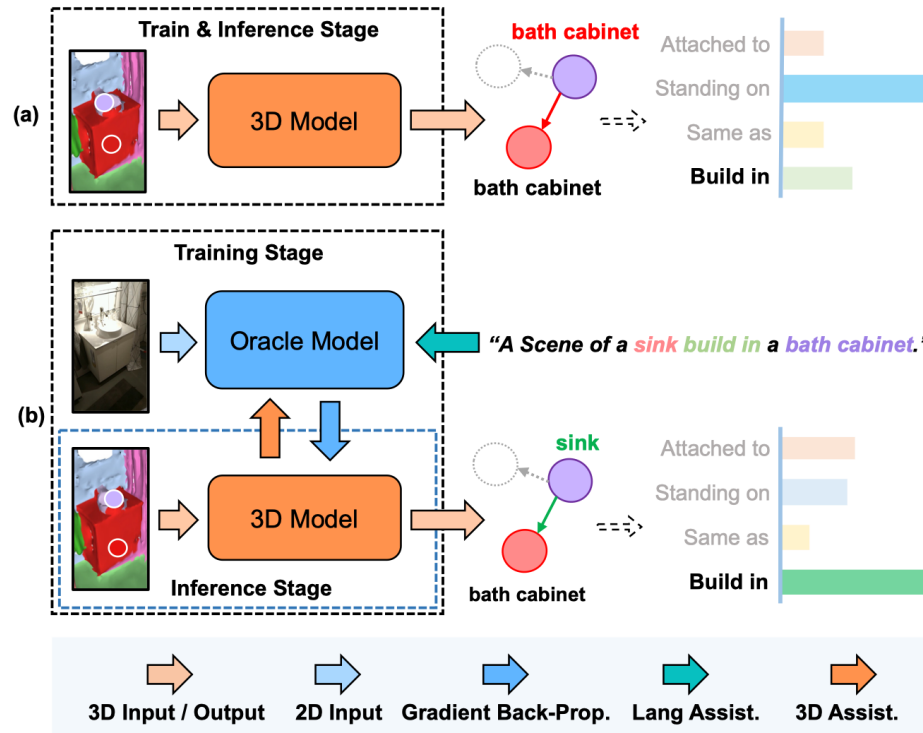 (a)
Train & Inference Stage
3D Model
bath cabinet
bath cabinet
Attached to
Standing on
Same as
Build in
(b)
Training Stage
Oracle Model
“A Scene of a sink build in a bath cabinet.”
3D Model
Inference Stage
sink
bath cabinet
Attached to
Standing on
Same as
Build in
3D Input / Output
2D Input
Gradient Back-Prop.
Lang Assist.
3D Assist.